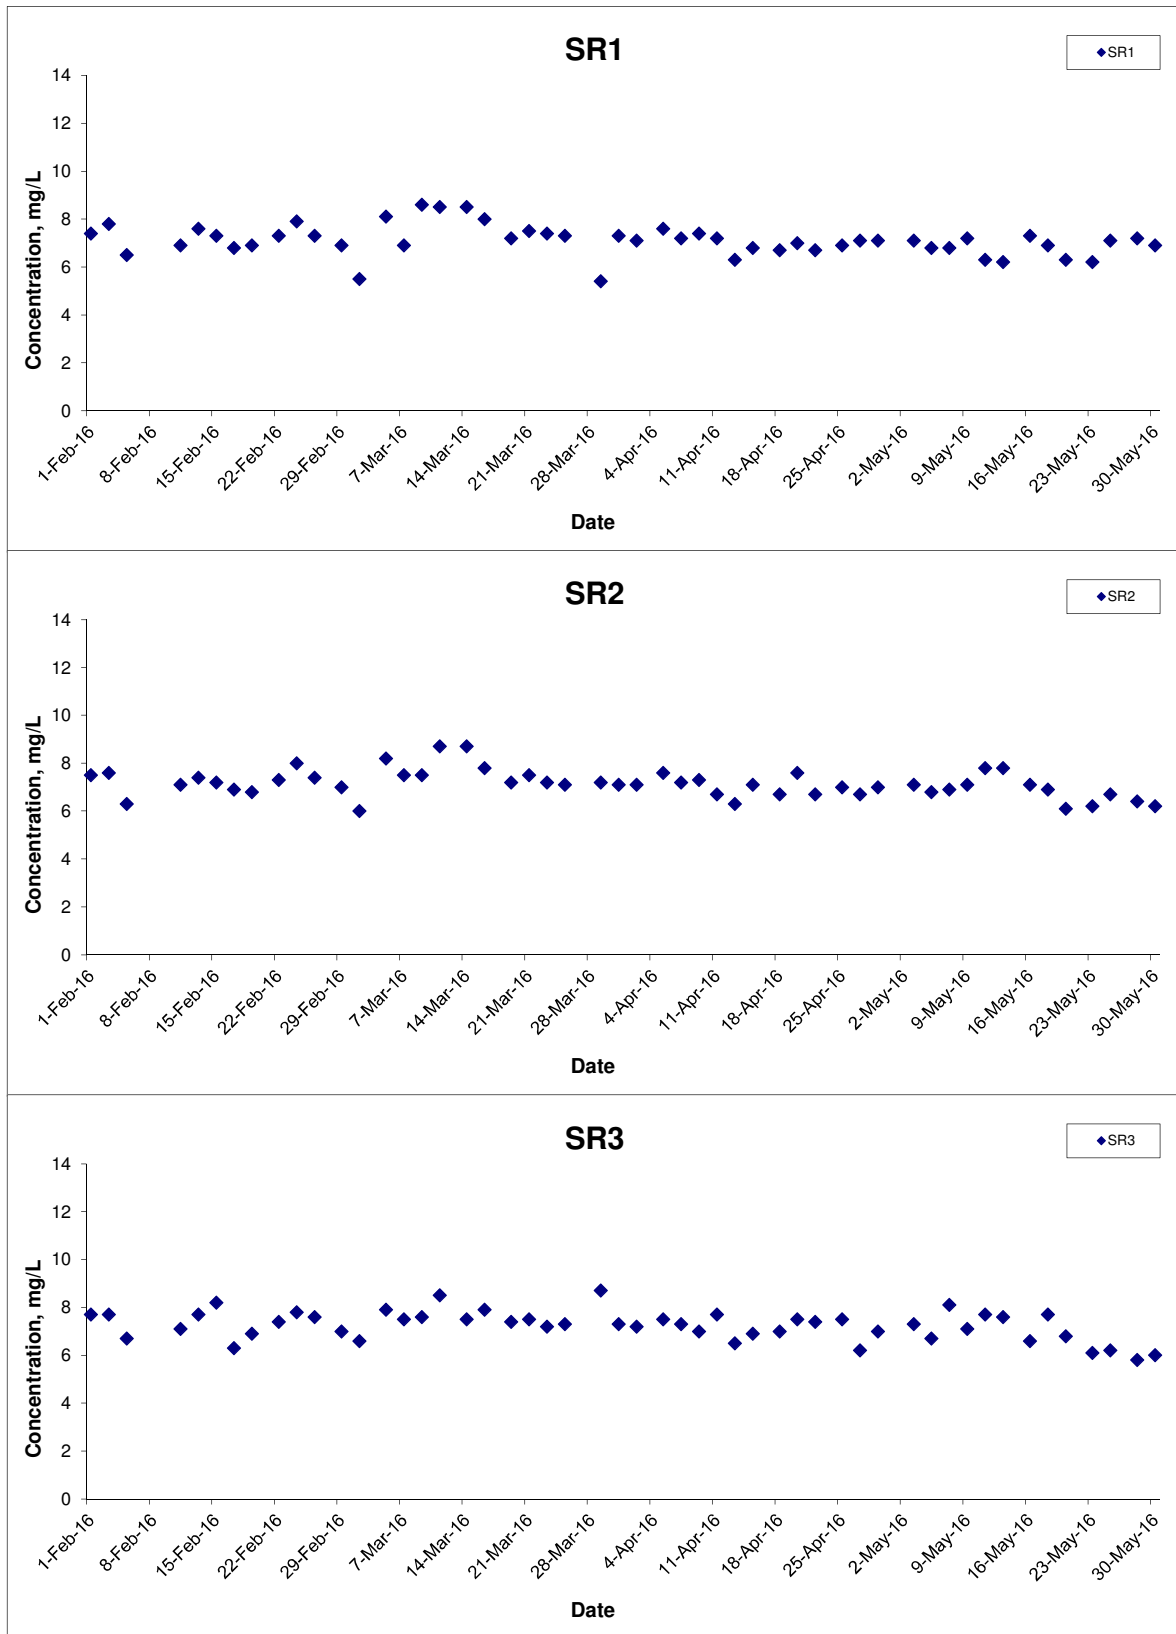 SR1
SR1
14
12
10
8
6
4
2
0
Concentration, mg/L
1-Feb-16
8-Feb-16
15-Feb-16
22-Feb-16
29-Feb-16
7-Mar-16
14-Mar-16
21-Mar-16
28-Mar-16
4-Apr-16
11-Apr-16
18-Apr-16
25-Apr-16
2-May-16
9-May-16
16-May-16
23-May-16
30-May-16
Date
SR2
SR2
14
12
10
8
6
4
2
0
Concentration, mg/L
1-Feb-16
8-Feb-16
15-Feb-16
22-Feb-16
29-Feb-16
7-Mar-16
14-Mar-16
21-Mar-16
28-Mar-16
4-Apr-16
11-Apr-16
18-Apr-16
25-Apr-16
2-May-16
9-May-16
16-May-16
23-May-16
30-May-16
Date
SR3
SR3
14
12
10
8
6
4
2
0
Concentration, mg/L
1-Feb-16
8-Feb-16
15-Feb-16
22-Feb-16
29-Feb-16
7-Mar-16
14-Mar-16
21-Mar-16
28-Mar-16
4-Apr-16
11-Apr-16
18-Apr-16
25-Apr-16
2-May-16
9-May-16
16-May-16
23-May-16
30-May-16
Date